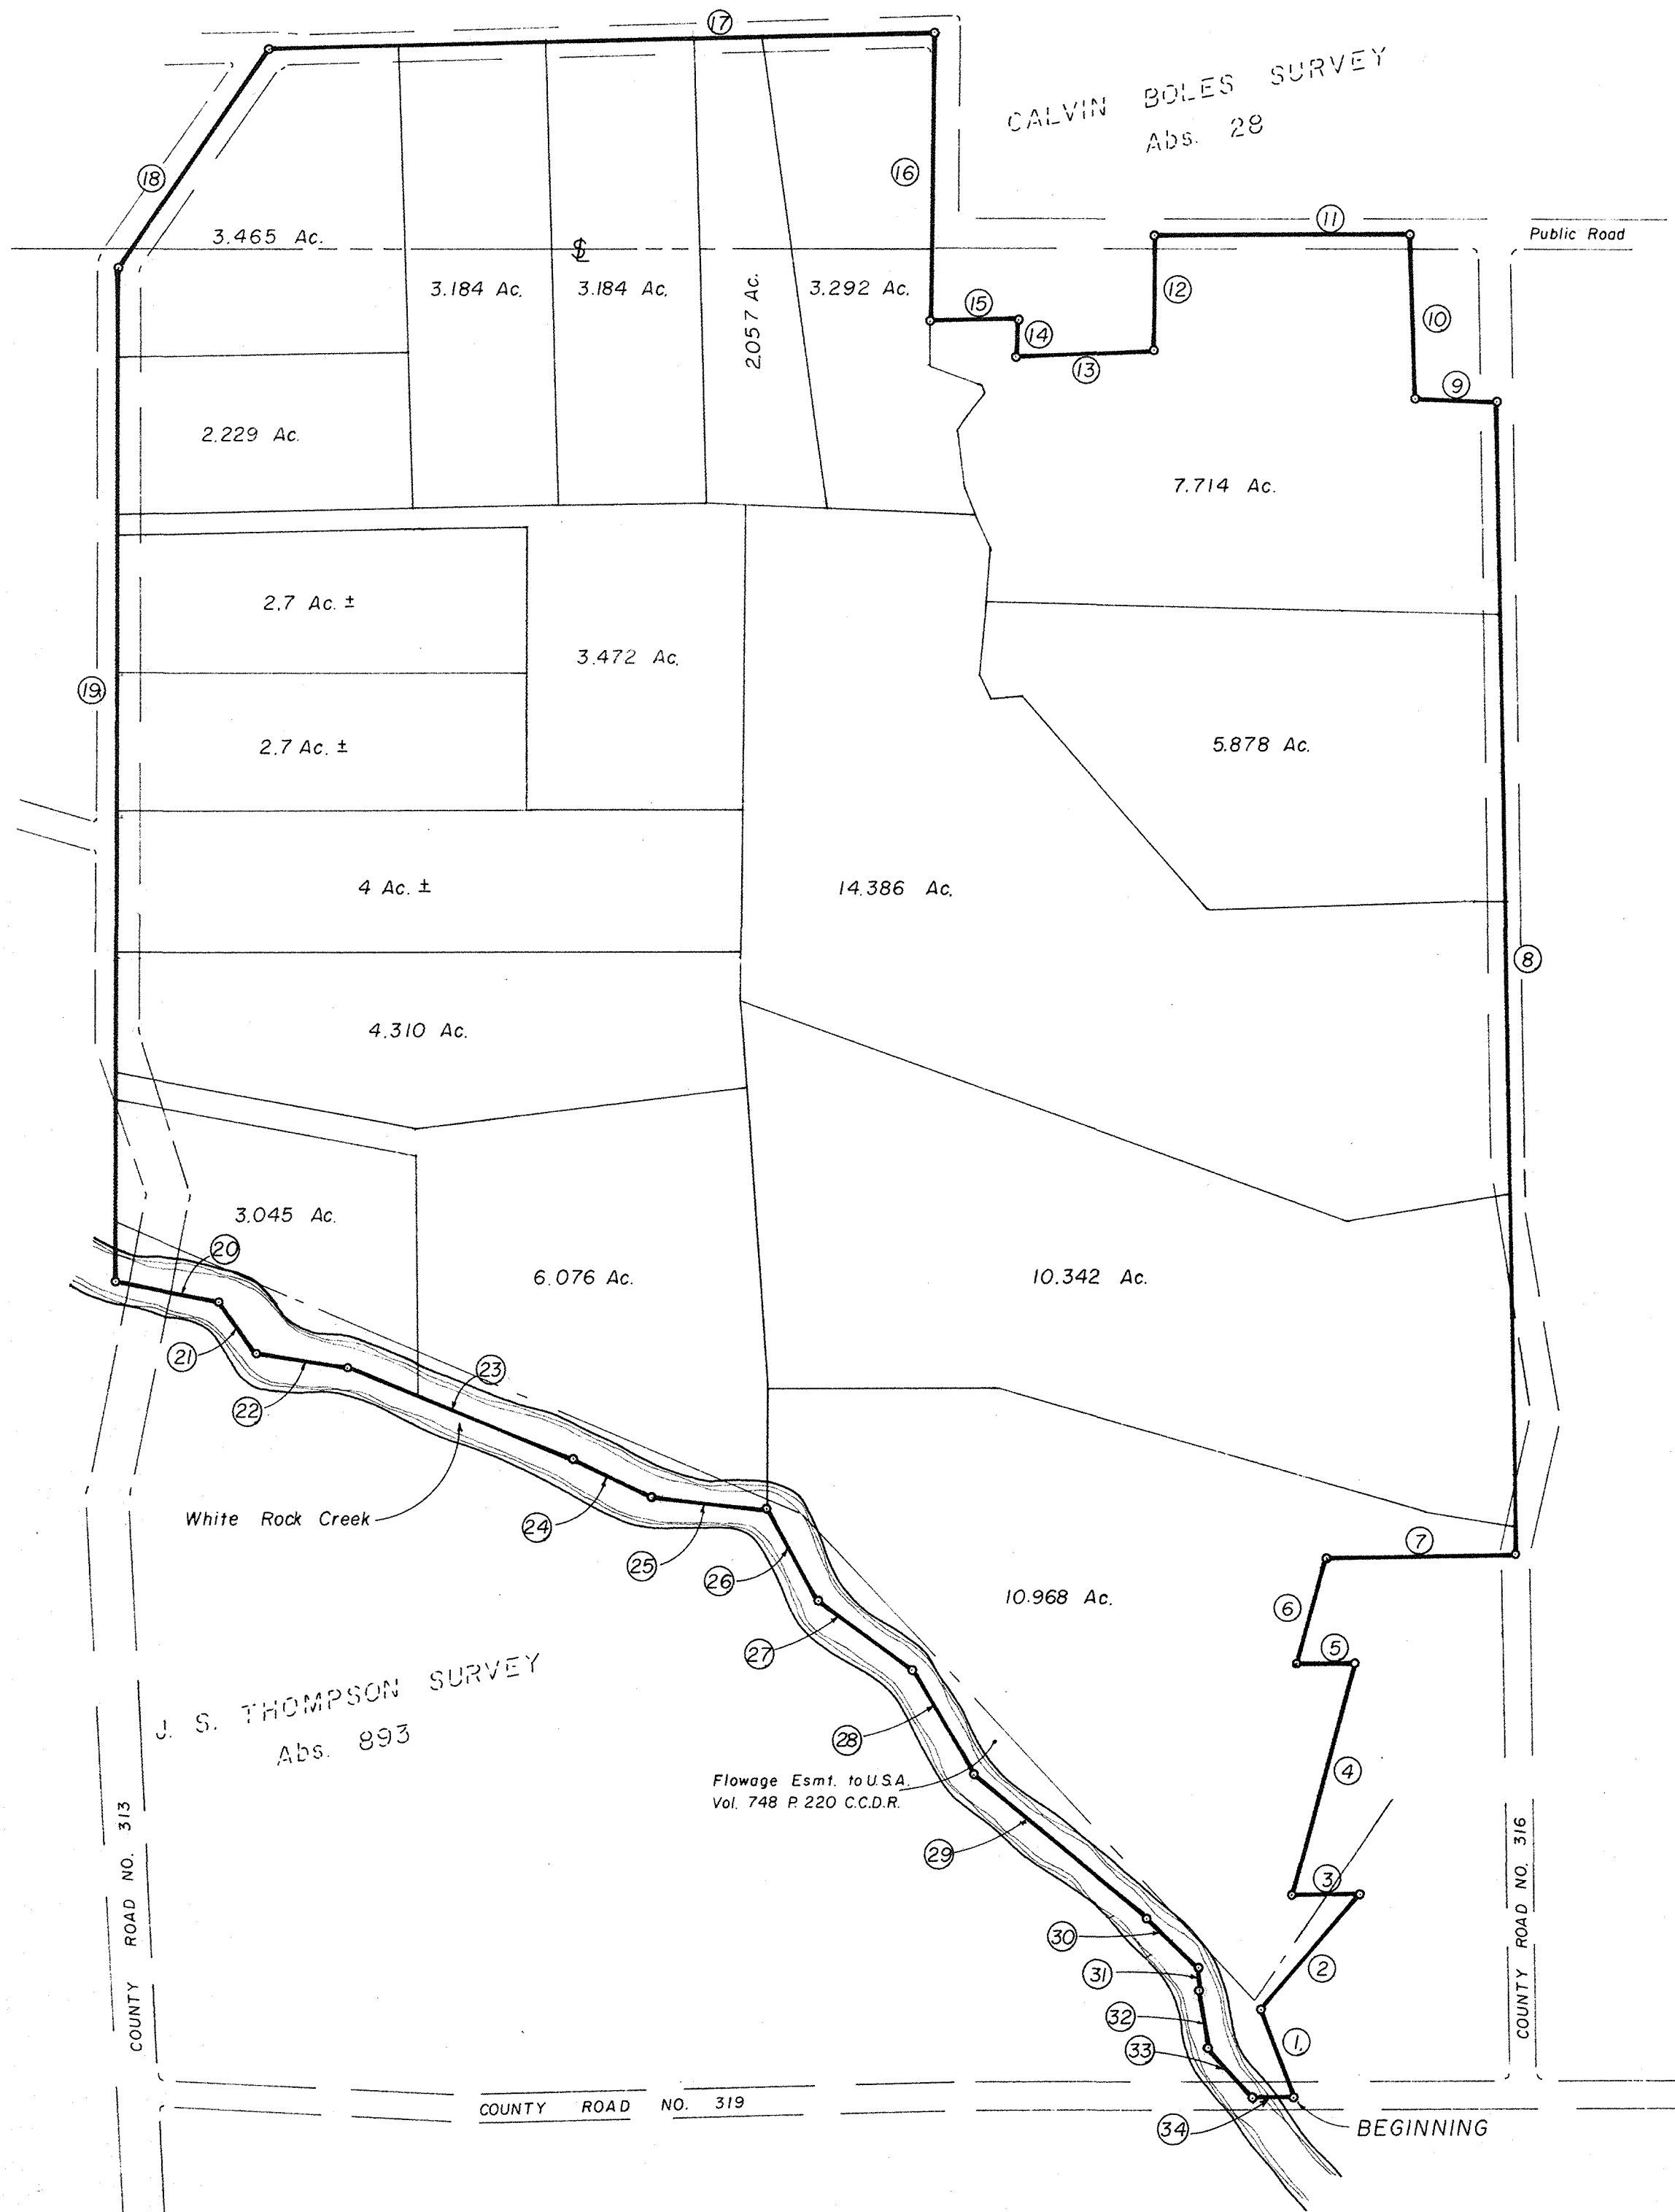 17
CALVIN BOLES SURVEY
Abs. 28
18
16
11
Public Road
3.465 Ac.
3.184 Ac.
3.184 Ac.
2.057 Ac.
3.292 Ac.
15
14
12
13
10
9
2.229 Ac.
7.714 Ac.
2.7 Ac. ±
3.472 Ac.
19
2.7 Ac. ±
5.878 Ac.
4 Ac. ±
14.386 Ac.
8
4.310 Ac.
3.045 Ac.
20
6.076 Ac.
10.342 Ac.
21
22
23
White Rock Creek
24
25
26
7
10.968 Ac.
6
5
27
J. S. THOMPSON SURVEY
Abs. 893
28
4
Flowage Esmt. to U.S.A.
Vol. 748 P. 220 C.C.D.R.
29
3
COUNTY ROAD NO. 313
COUNTY ROAD NO. 316
30
31
2
32
1.
33
COUNTY ROAD NO. 319
34
BEGINNING